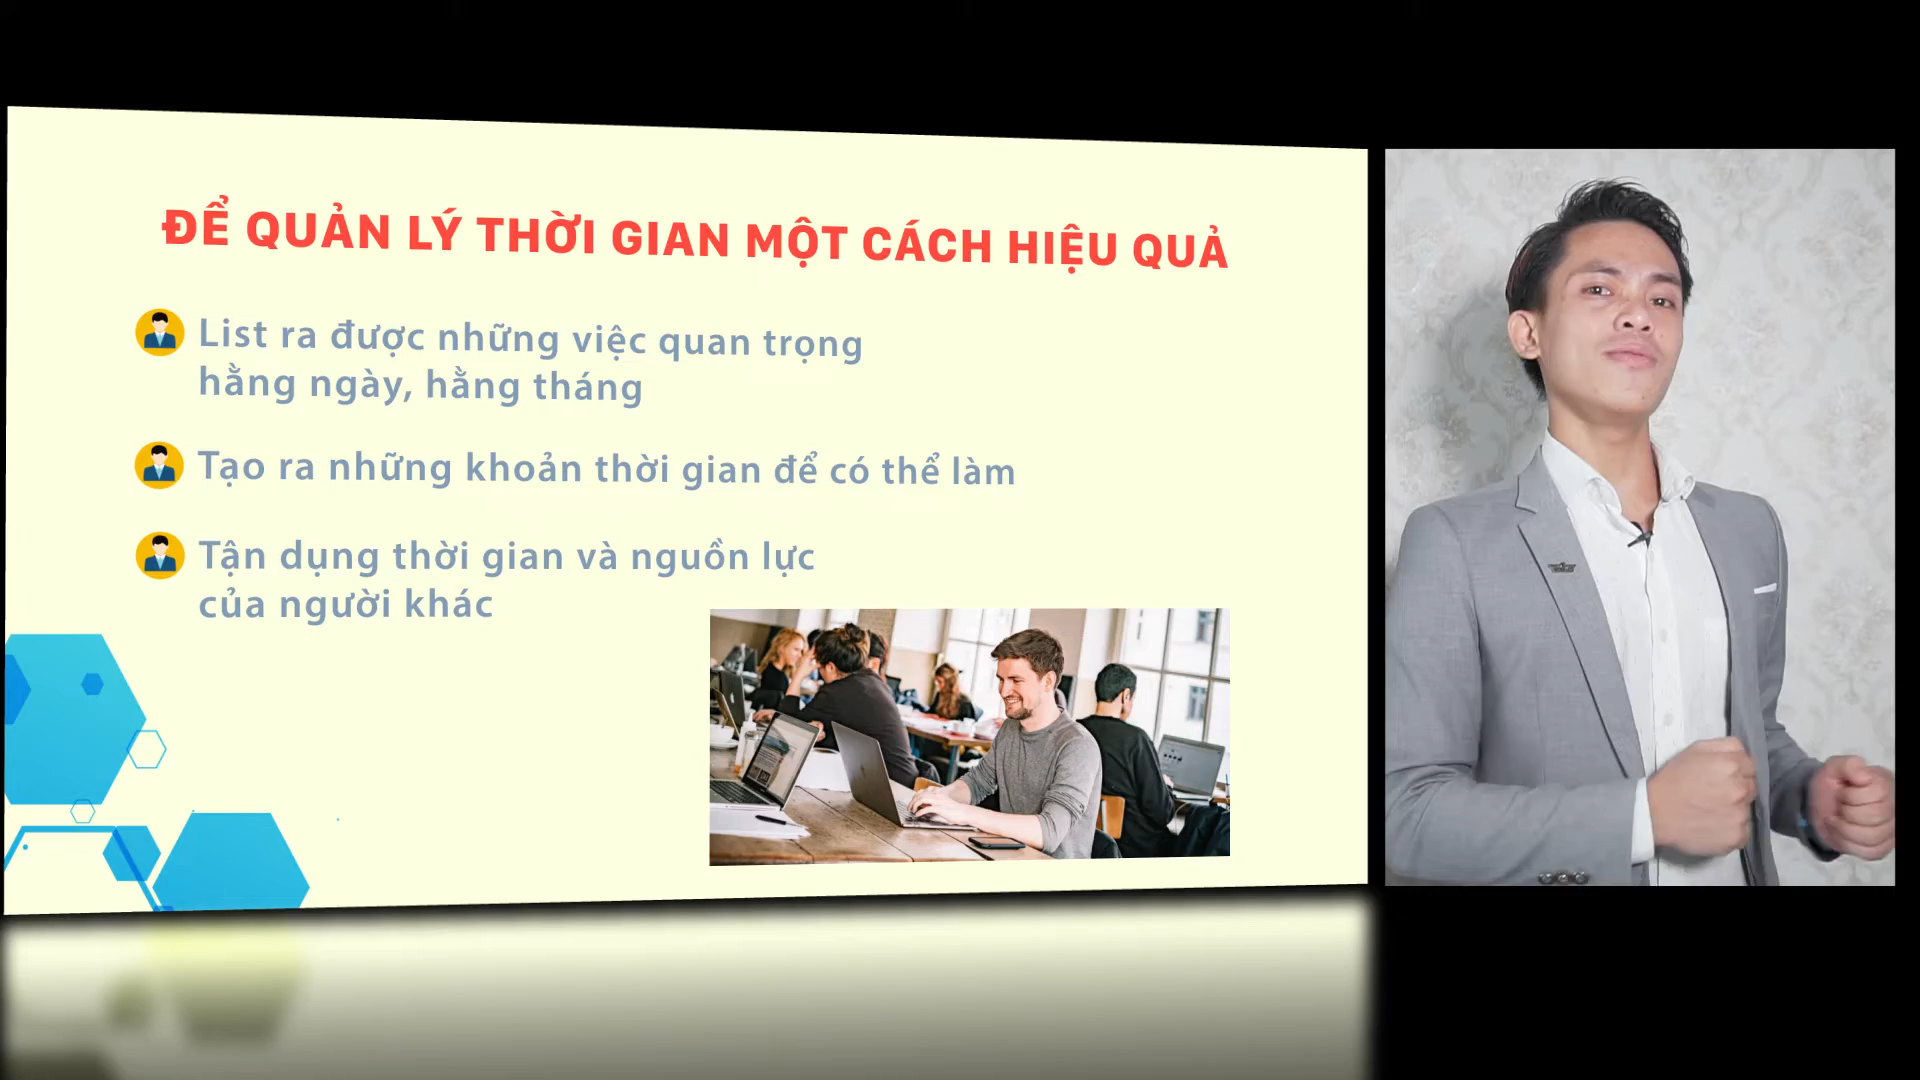 ĐỂ QUẢN LÝ THỜI GIAN MỘT CÁCH HIỆU QUẢ
List ra được những việc quan trọng
hằng ngày, hằng tháng
Tạo ra những khoản thời gian để có thể làm
Tận dụng thời gian và nguồn lực
của người khác